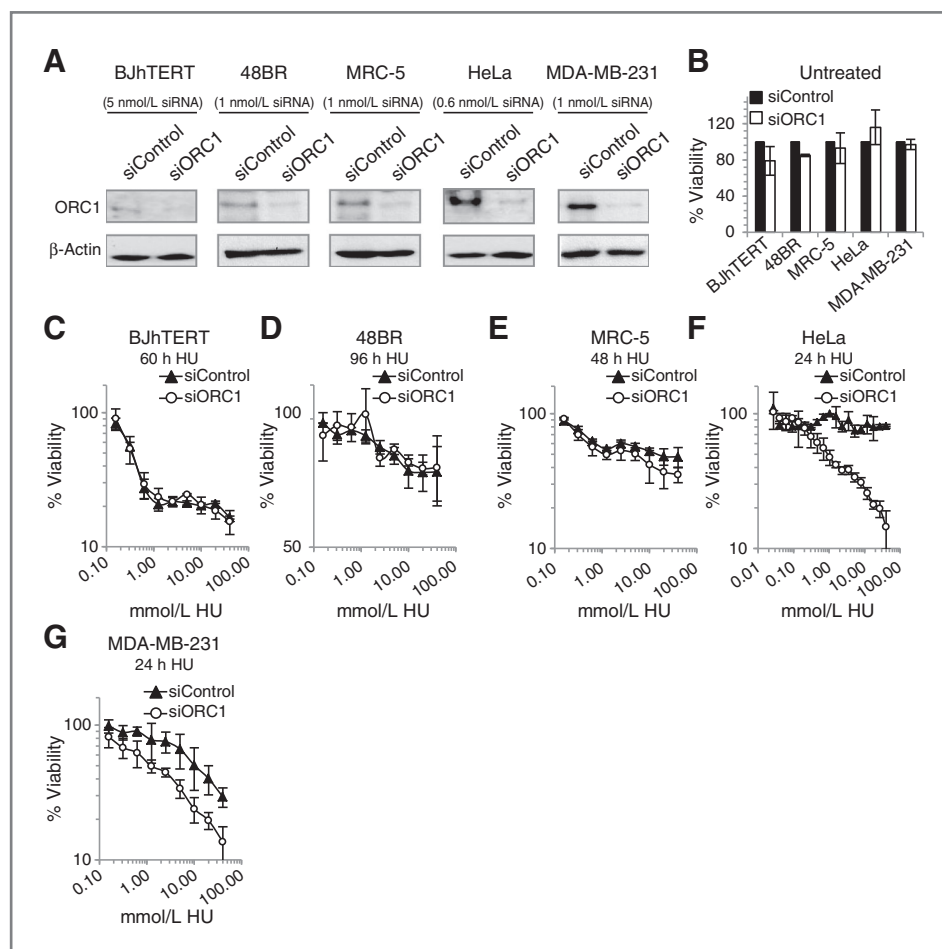 A
BJhTERT 48BR MRC-5 HeLa MDA-MB-231
(5 nmol/L siRNA) (1 nmol/L siRNA) (1 nmol/L siRNA) (0.6 nmol/L siRNA) (1 nmol/L siRNA)
siControl siORC1 siControl siORC1 siControl siORC1 siControl siORC1 siControl siORC1
ORC1
β-Actin
B
Untreated
siControl
siORC1
% Viability
120
80
40
0
BJhTERT 48BR MRC-5 HeLa MDA-MB-231
C
BJhTERT
60 h HU
siControl
siORC1
% Viability
100
10
0.10 1.00 10.00 100.00
mmol/L HU
D
48BR
96 h HU
siControl
siORC1
% Viability
100
50
0.10 1.00 10.00 100.00
mmol/L HU
E
MRC-5
48 h HU
siControl
siORC1
% Viability
100
10
0.10 1.00 10.00 100.00
mmol/L HU
F
HeLa
24 h HU
siControl
siORC1
% Viability
100
10
0.01 0.10 1.00 10.00 100.00
mmol/L HU
G
MDA-MB-231
24 h HU
siControl
siORC1
% Viability
100
10
0.10 1.00 10.00 100.00
mmol/L HU